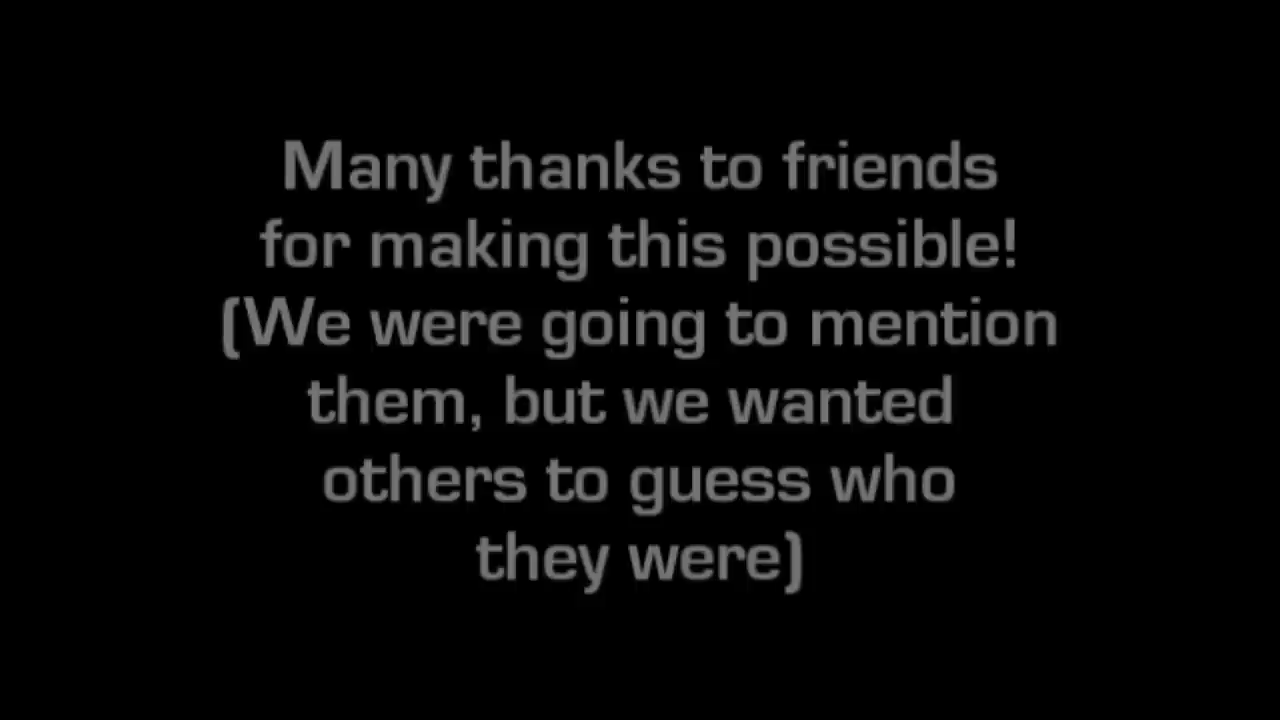 Many thanks to friends
for making this possible!
(We were going to mention
them, but we wanted
others to guess who
they were)